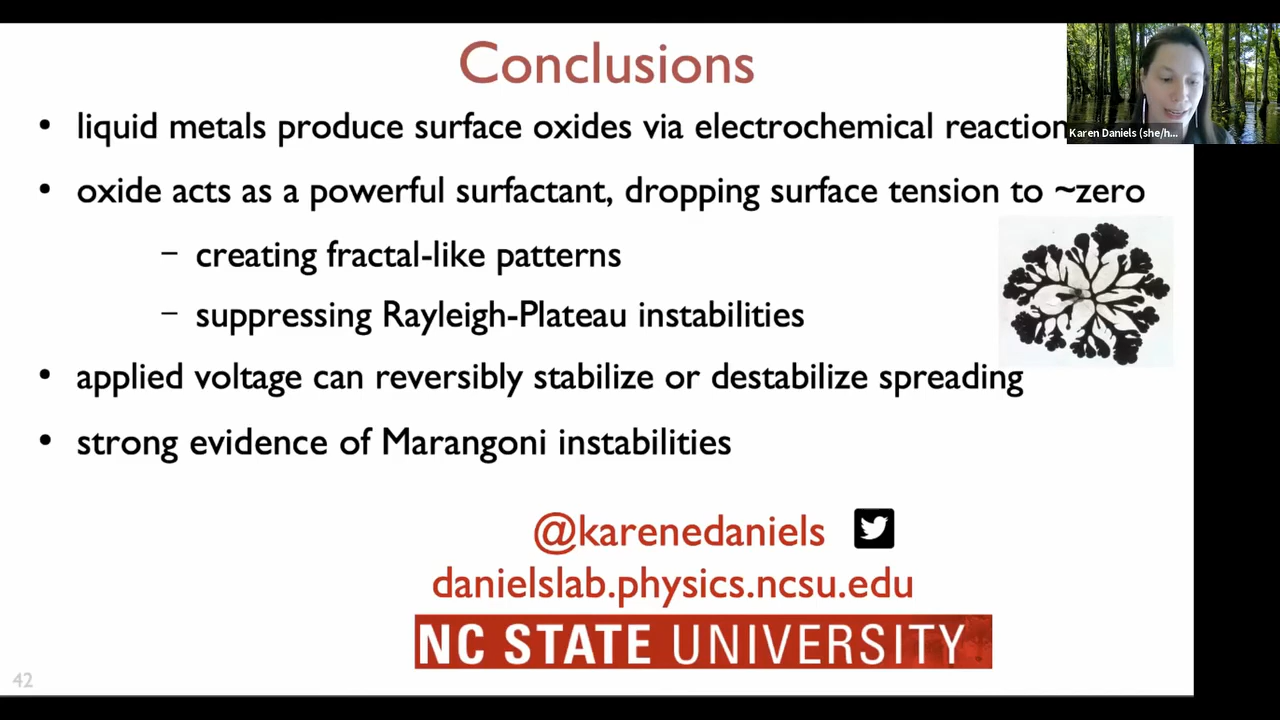 Conclusions
• liquid metals produce surface oxides via electrochemical reaction
Karen Daniels (she/h...
• oxide acts as a powerful surfactant, dropping surface tension to ~zero
– creating fractal-like patterns
– suppressing Rayleigh-Plateau instabilities
• applied voltage can reversibly stabilize or destabilize spreading
• strong evidence of Marangoni instabilities
@karenedaniels
danielslab.physics.ncsu.edu
NC STATE UNIVERSITY
42